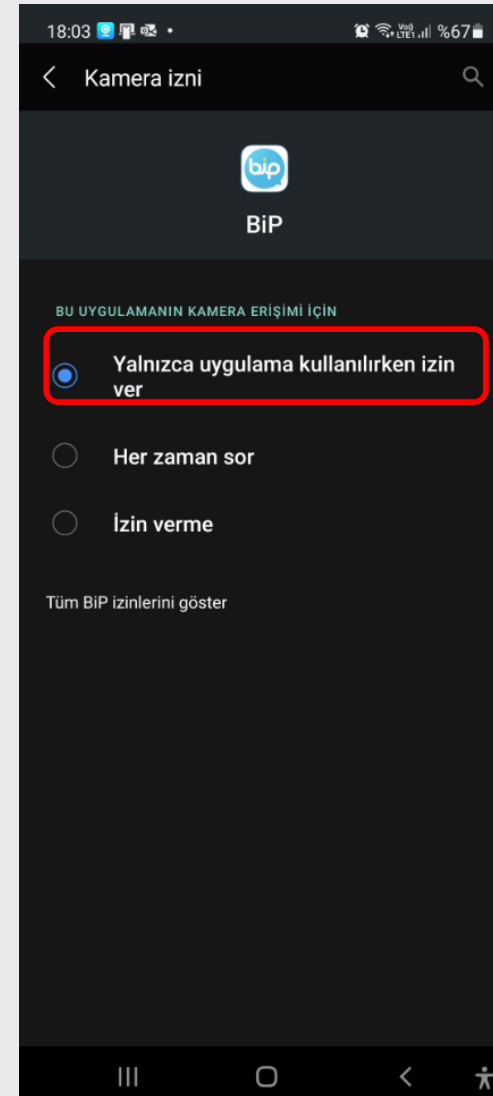 18:03
%67
Kamera izni
bip
BiP
BU UYGULAMANIN KAMERA ERİŞİMİ İÇİN
Yalnızca uygulama kullanılırken izin
ver
Her zaman sor
İzin verme
Tüm BiP izinlerini göster